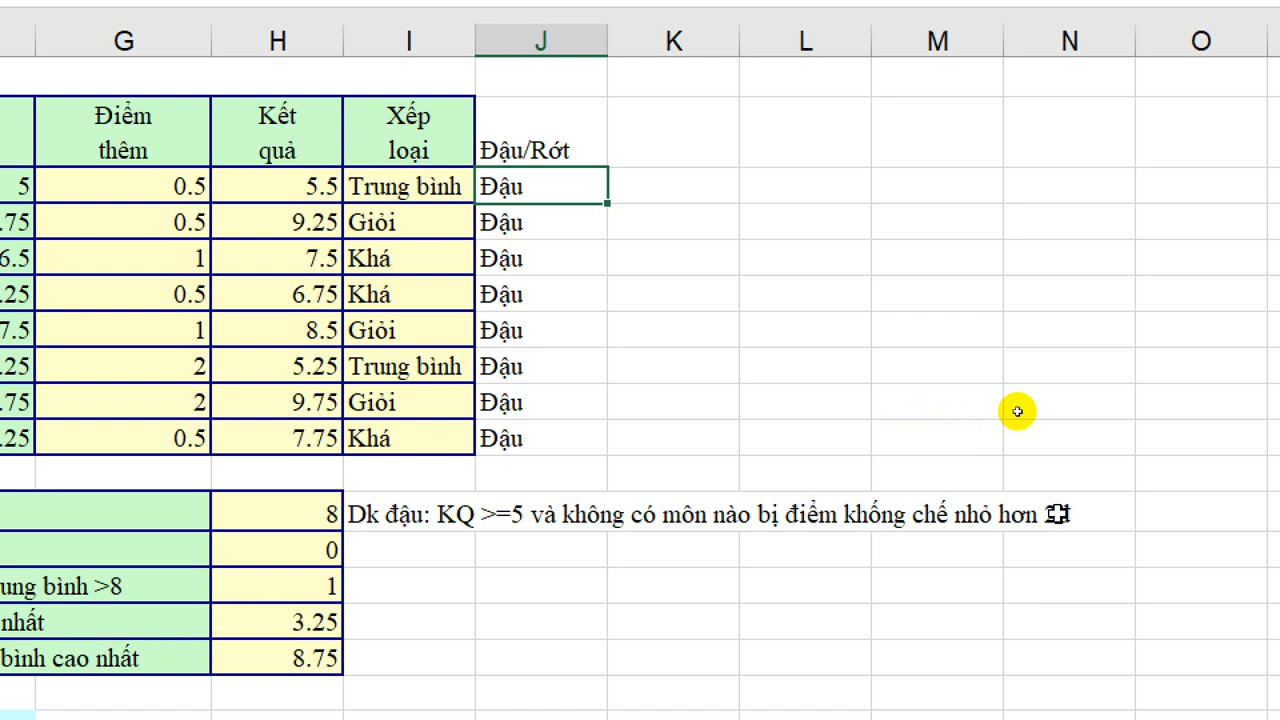 G H I J K L M N O
Điểm thêm Kết quả Xếp loại Đậu/Rớt
5 0.5 5.5 Trung bình Đậu
.75 0.5 9.25 Giỏi Đậu
6.5 1 7.5 Khá Đậu
.25 0.5 6.75 Khá Đậu
7.5 1 8.5 Giỏi Đậu
.25 2 5.25 Trung bình Đậu
.75 2 9.75 Giỏi Đậu
.25 0.5 7.75 Khá Đậu
8 Dk đậu: KQ >=5 và không có môn nào bị điểm khống chế nhỏ hơn
0
ung bình >8 1
nhất 3.25
bình cao nhất 8.75